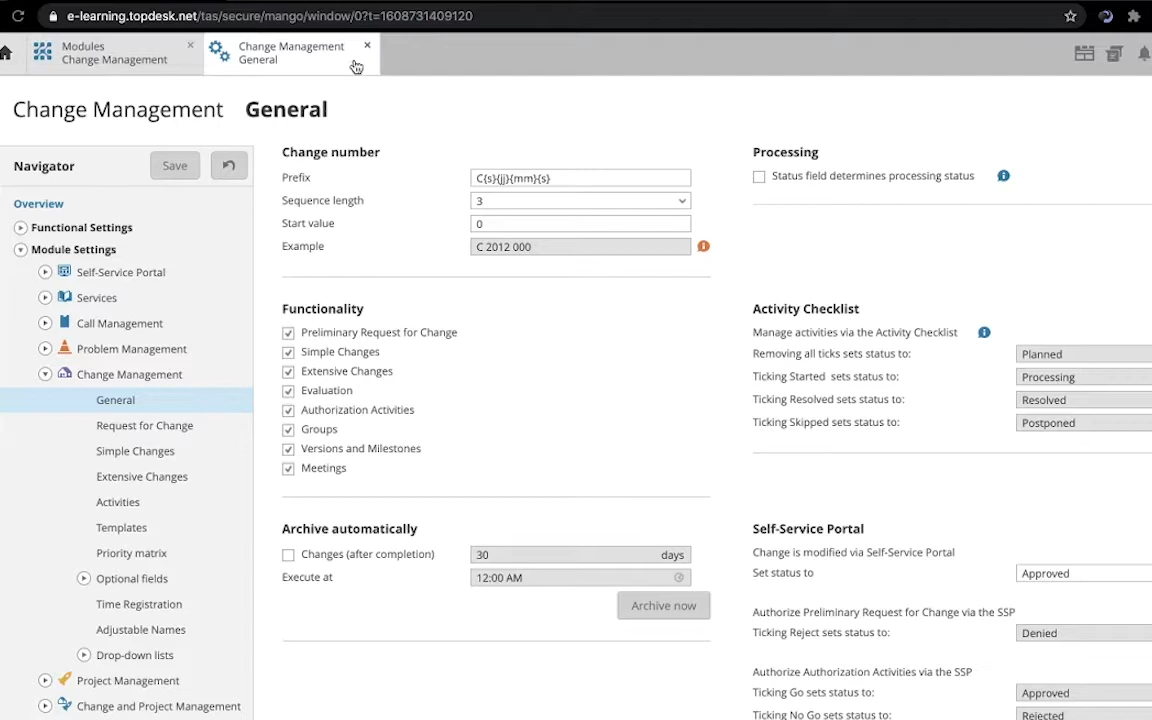 e-learning.topdesk.net/tas/secure/mango/window/0?t=1608731409120
Modules
Change Management
Change Management
General
Change Management General
Navigator
Save
Overview
Functional Settings
Module Settings
Self-Service Portal
Services
Call Management
Problem Management
Change Management
General
Request for Change
Simple Changes
Extensive Changes
Activities
Templates
Priority matrix
Optional fields
Time Registration
Adjustable Names
Drop-down lists
Project Management
Change and Project Management
Change number
Prefix C{s}{jj}{mm}{s}
Sequence length 3
Start value 0
Example C 2012 000
Functionality
Preliminary Request for Change
Simple Changes
Extensive Changes
Evaluation
Authorization Activities
Groups
Versions and Milestones
Meetings
Archive automatically
Changes (after completion) 30 days
Execute at 12:00 AM
Archive now
Processing
Status field determines processing status
Activity Checklist
Manage activities via the Activity Checklist
Removing all ticks sets status to: Planned
Ticking Started sets status to: Processing
Ticking Resolved sets status to: Resolved
Ticking Skipped sets status to: Postponed
Self-Service Portal
Change is modified via Self-Service Portal
Set status to Approved
Authorize Preliminary Request for Change via the SSP
Ticking Reject sets status to: Denied
Authorize Authorization Activities via the SSP
Ticking Go sets status to: Approved
Ticking No Go sets status to: Rejected